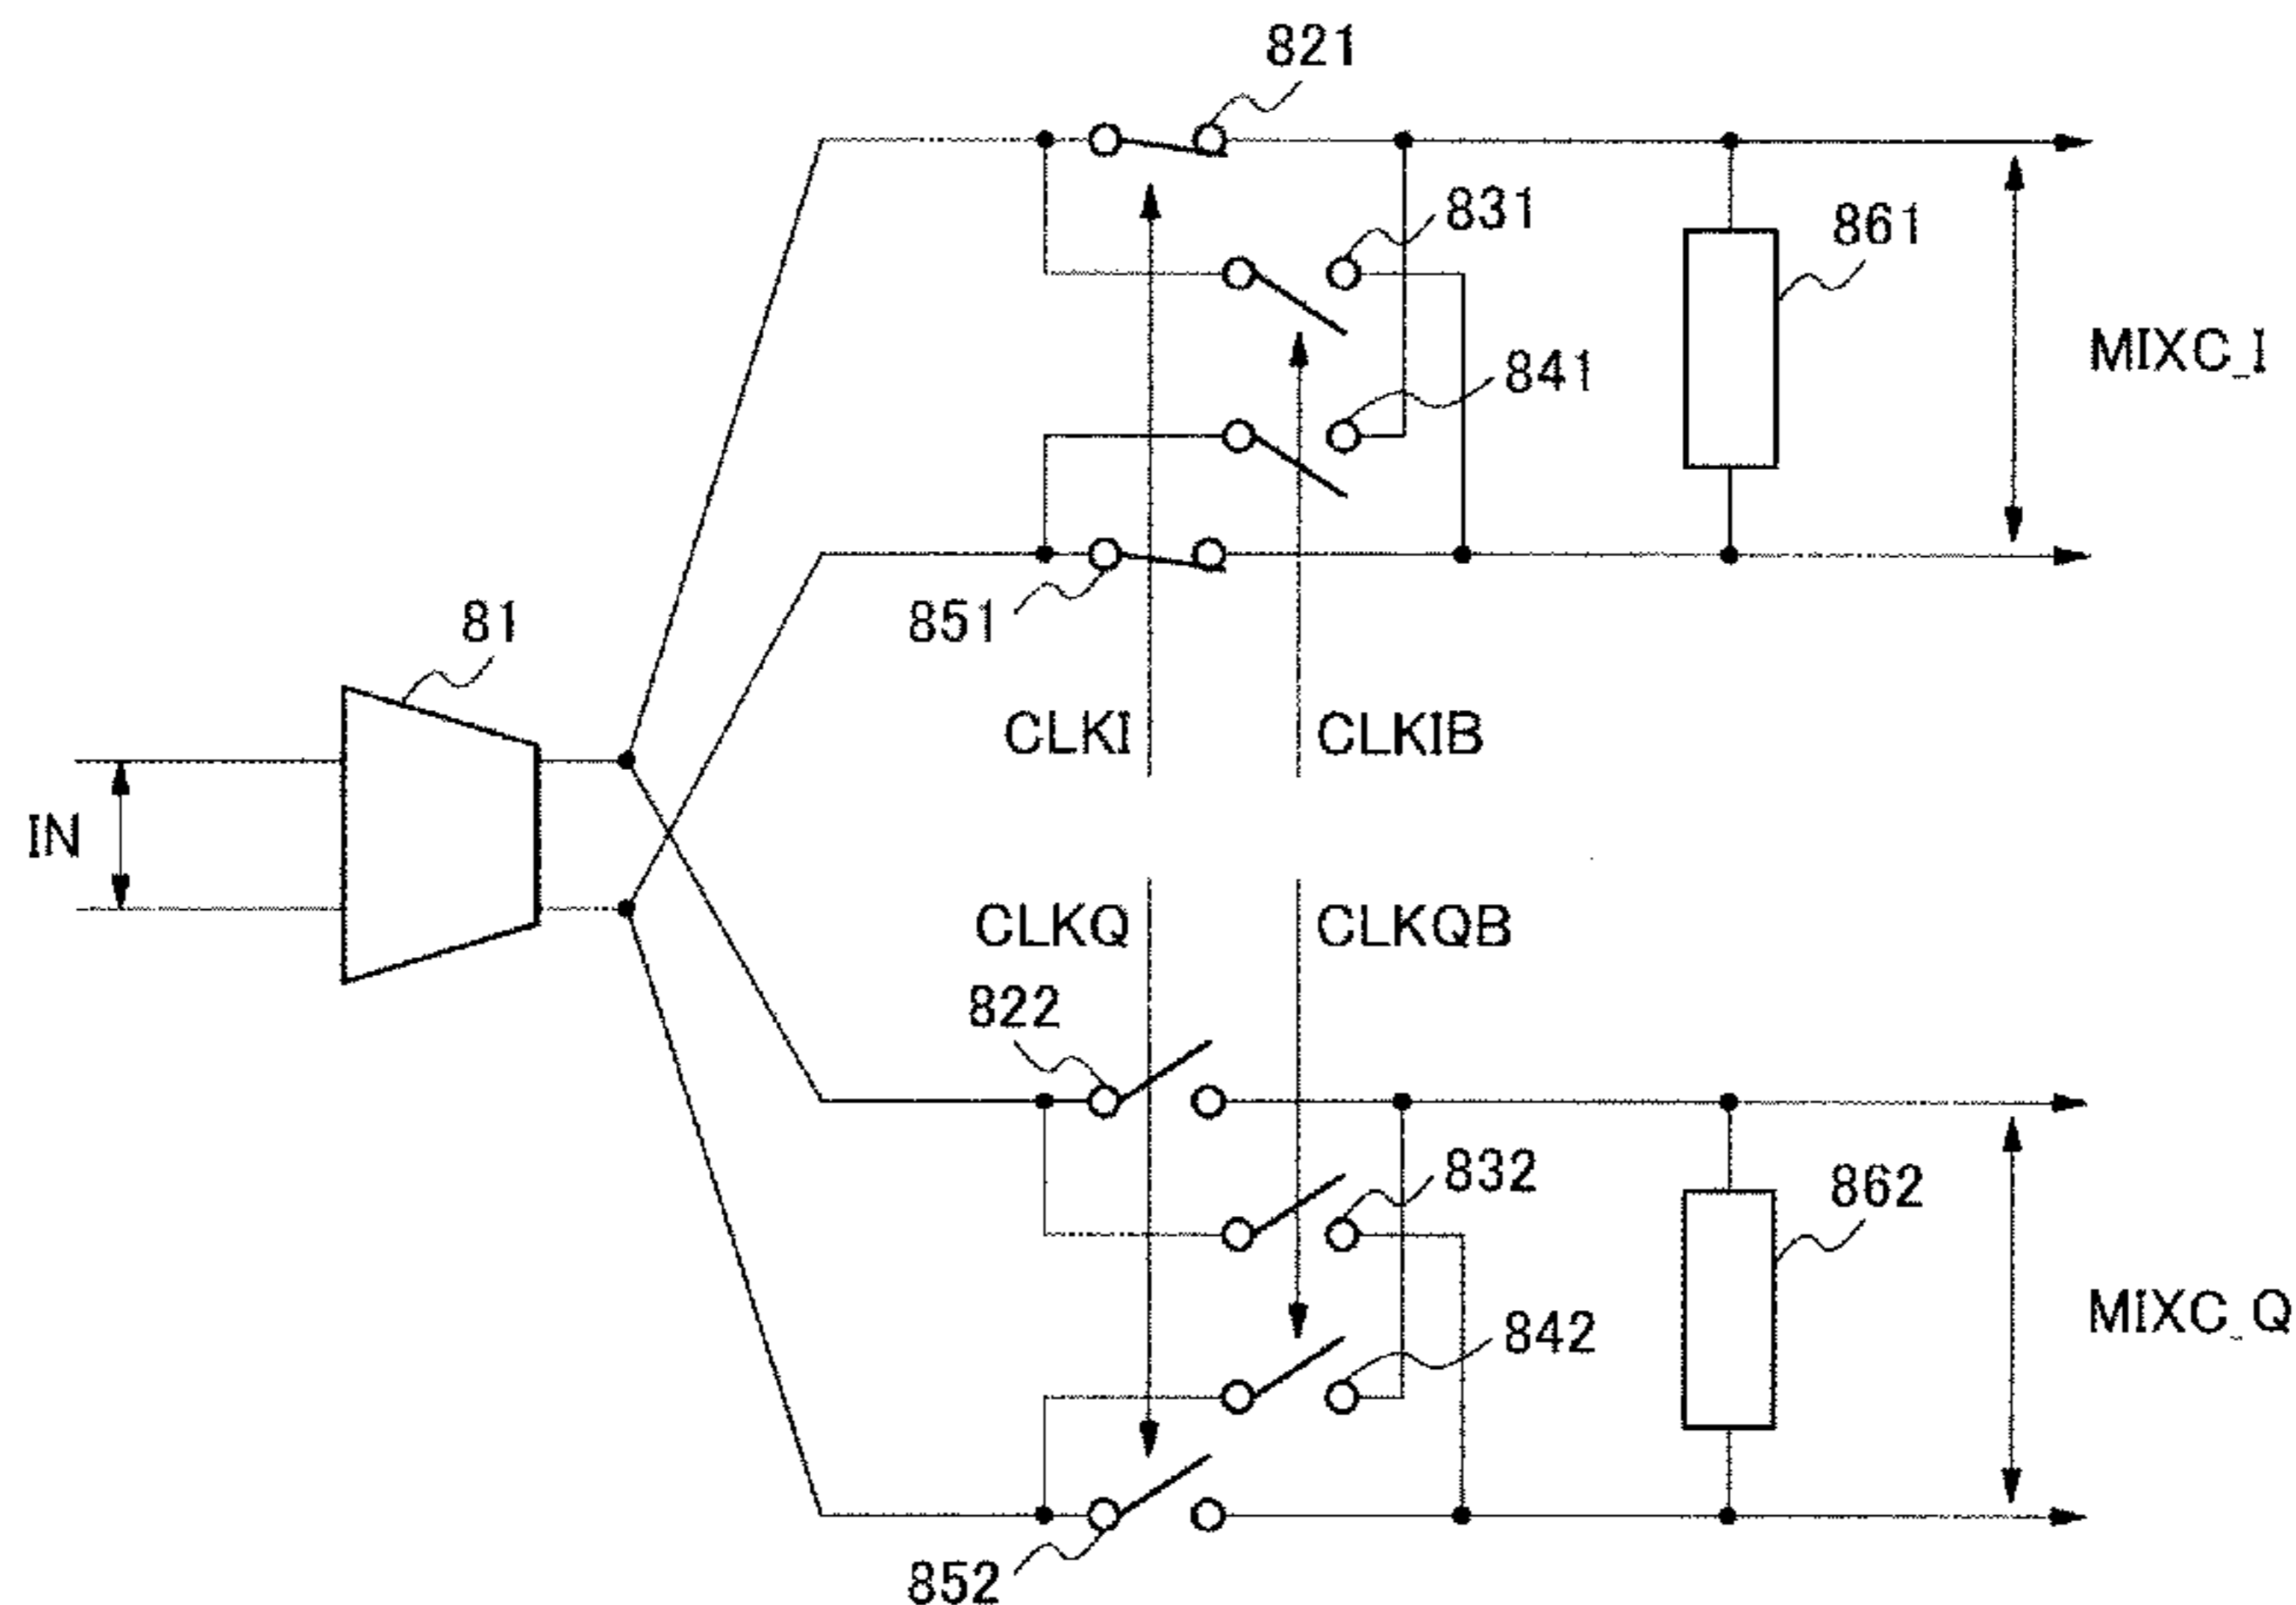 821
831
861
841
MIXC_I
851
81
CLKI
CLKIB
IN
CLKQ
CLKQB
822
832
862
842
MIXC_Q
852